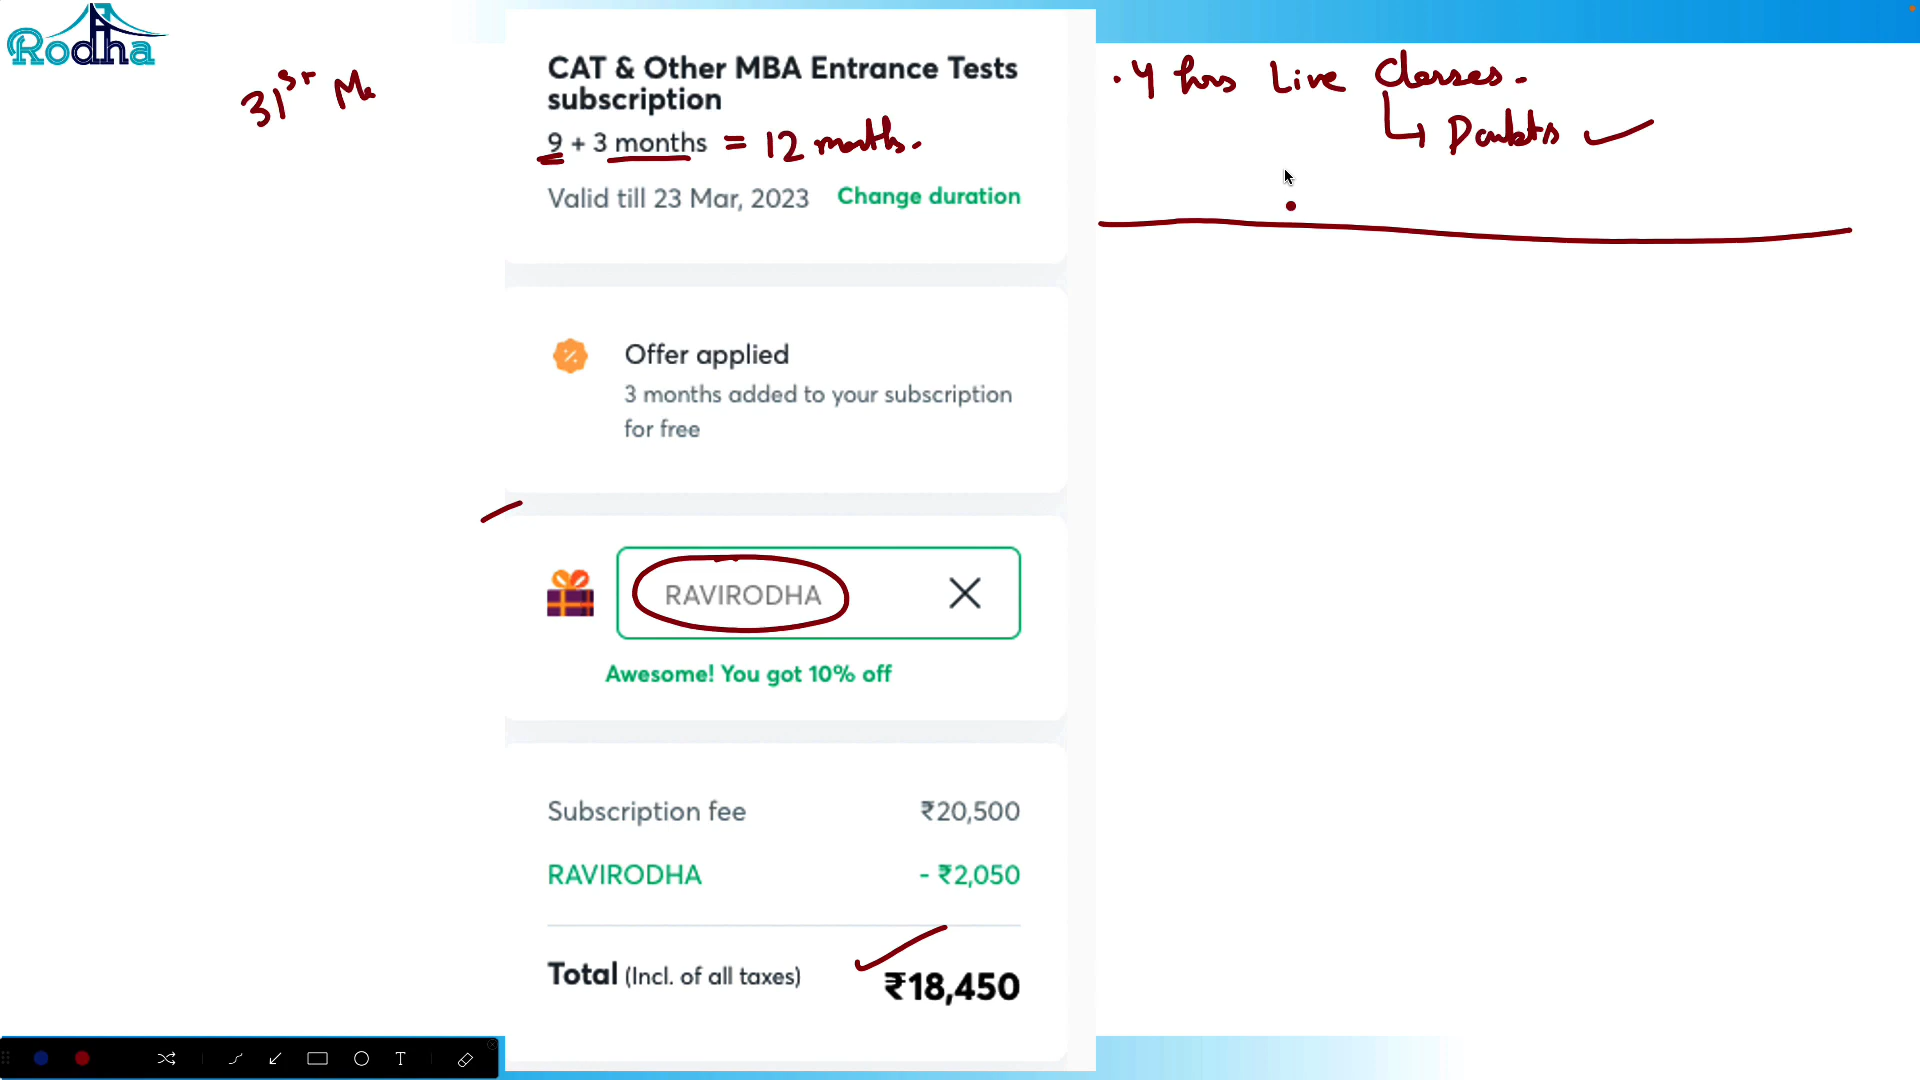 Rodha
31st Ma
CAT & Other MBA Entrance Tests
subscription
9 + 3 months = 12 months.
Valid till 23 Mar, 2023 Change duration
Offer applied
3 months added to your subscription
for free
RAVIRODHA
Awesome! You got 10% off
Subscription fee ₹20,500
RAVIRODHA - ₹2,050
Total (Incl. of all taxes) ₹18,450
. 4 hrs Live Classes.
Doubts
T